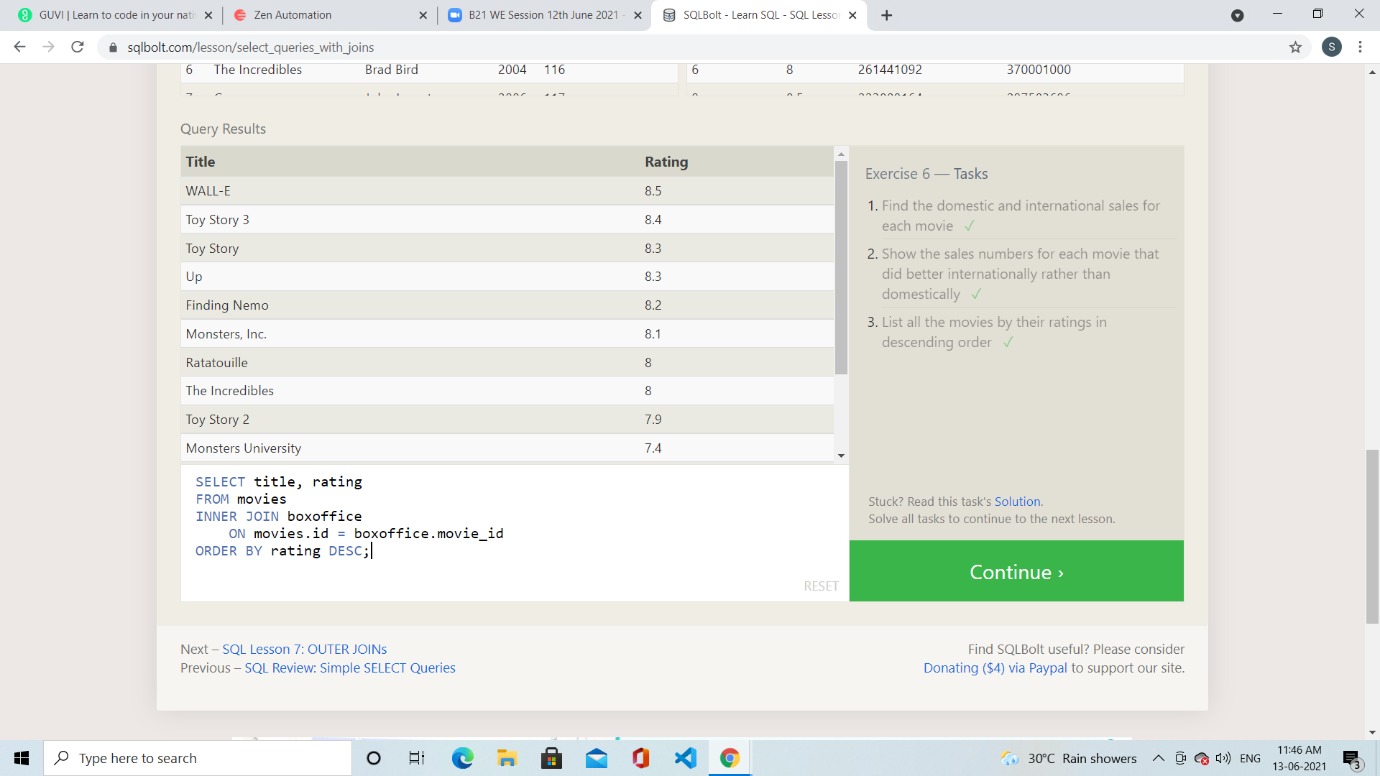 GUVI | Learn to code in your nati
Zen Automation
B21 WE Session 12th June 2021 -
SQLBolt - Learn SQL - SQL Lesso
sqlbolt.com/lesson/select_queries_with_joins
S
6 The Incredibles Brad Bird 2004 116
6 8 261441092 370001000
Query Results
Title Rating
WALL-E 8.5
Toy Story 3 8.4
Toy Story 8.3
Up 8.3
Finding Nemo 8.2
Monsters, Inc. 8.1
Ratatouille 8
The Incredibles 8
Toy Story 2 7.9
Monsters University 7.4
SELECT title, rating
FROM movies
INNER JOIN boxoffice
ON movies.id = boxoffice.movie_id
ORDER BY rating DESC;
RESET
Exercise 6 — Tasks
1. Find the domestic and international sales for
each movie ✓
2. Show the sales numbers for each movie that
did better internationally rather than
domestically ✓
3. List all the movies by their ratings in
descending order ✓
Stuck? Read this task's Solution.
Solve all tasks to continue to the next lesson.
Continue ›
Next – SQL Lesson 7: OUTER JOINs
Previous – SQL Review: Simple SELECT Queries
Find SQLBolt useful? Please consider
Donating ($4) via Paypal to support our site.
Type here to search
30°C Rain showers
ENG
11:46 AM
13-06-2021
3